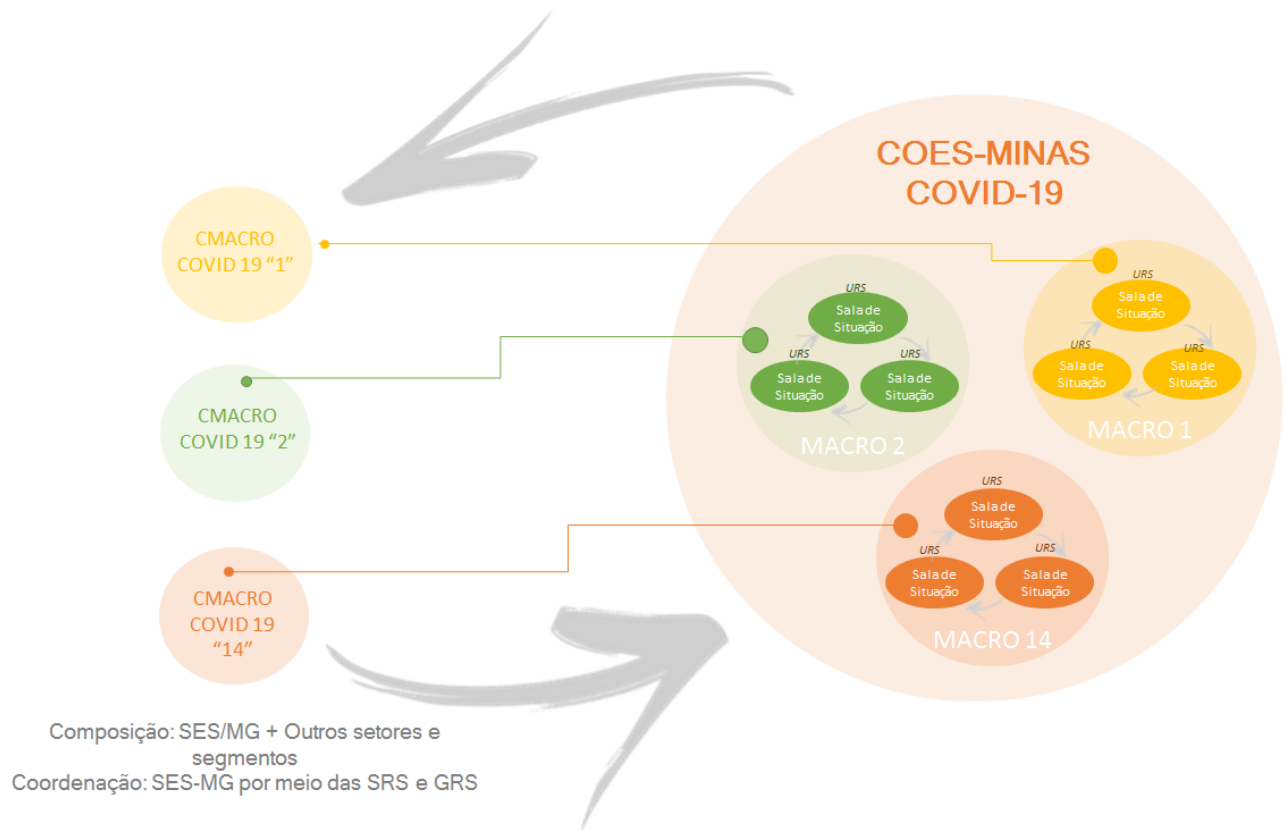 COES-MINAS
COVID-19
CMACRO
COVID 19 “1”
CMACRO
COVID 19 “2”
CMACRO
COVID 19
“14”
URS
Sala de
Situação
URS
Sala de
Situação
URS
Sala de
Situação
MACRO 1
URS
Sala de
Situação
URS
Sala de
Situação
URS
Sala de
Situação
MACRO 2
URS
Sala de
Situação
URS
Sala de
Situação
URS
Sala de
Situação
MACRO 14
Composição: SES/MG + Outros setores e
segmentos
Coordenação: SES-MG por meio das SRS e GRS